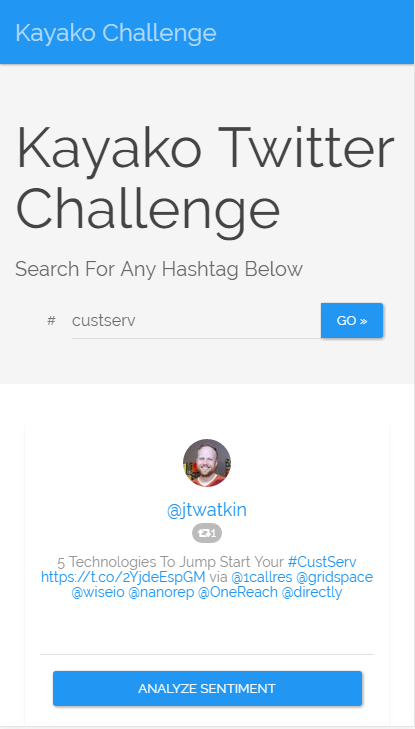 Kayako Challenge
Kayako Twitter
Challenge
Search For Any Hashtag Below
# custserv GO »
@jtwatkin
1
5 Technologies To Jump Start Your #CustServ
https://t.co/2YjdeEspGM via @1callres @gridspace
@wiseio @nanorep @OneReach @directly
ANALYZE SENTIMENT